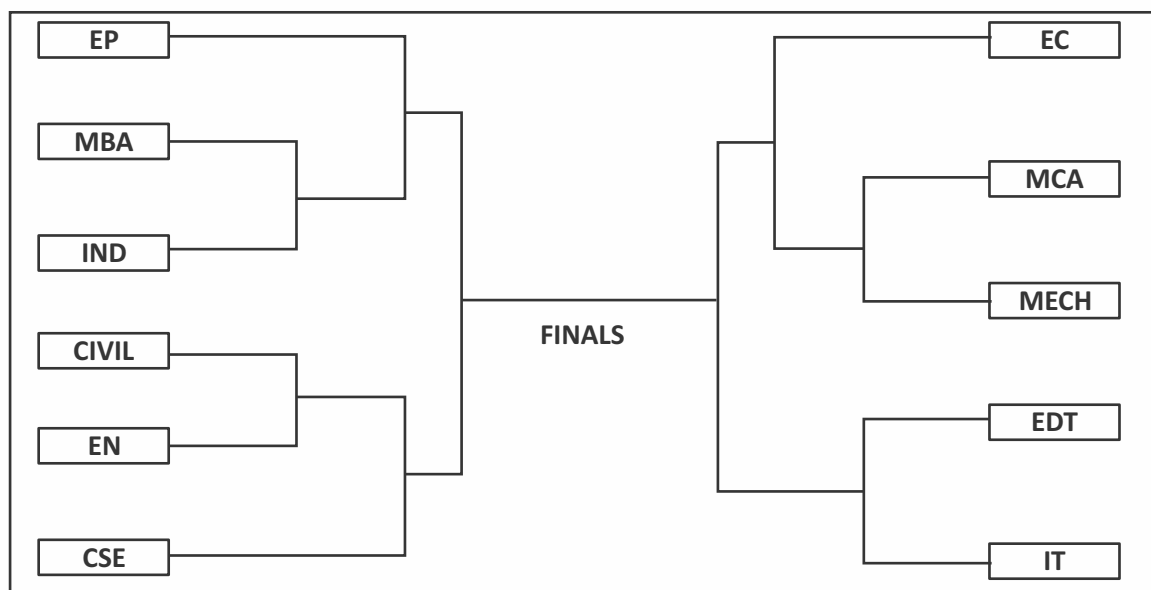 EP
MBA
IND
CIVIL
EN
CSE
FINALS
EC
MCA
MECH
EDT
IT